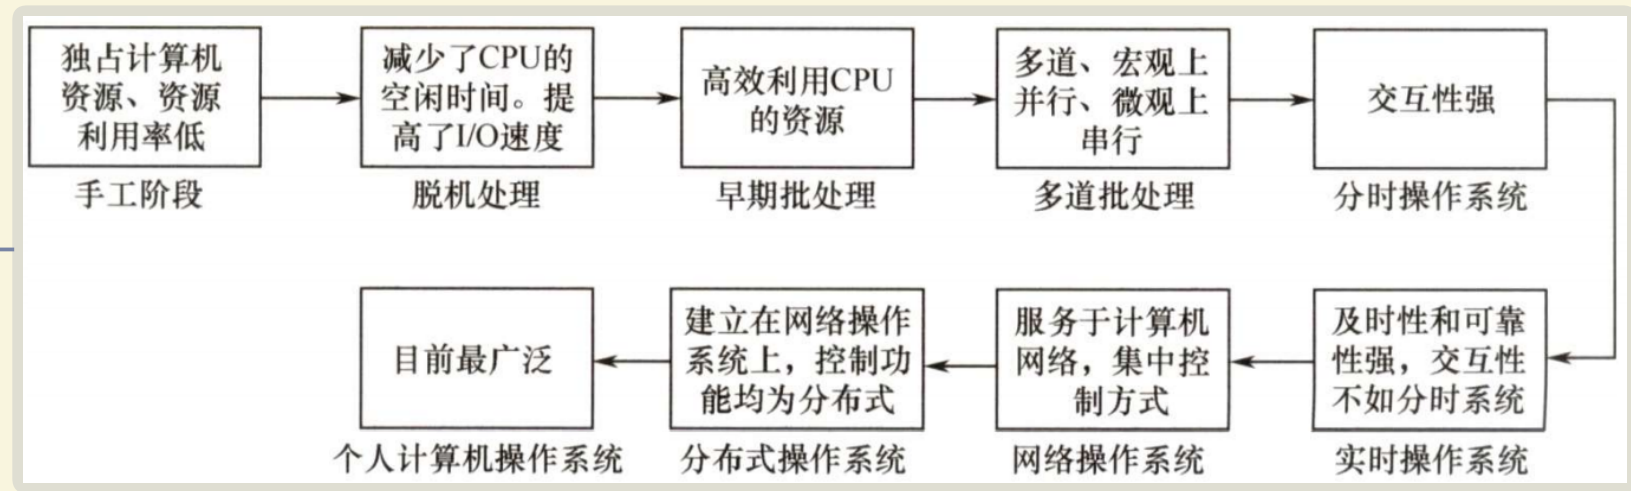 独占计算机
资源、资源
利用率低
手工阶段
减少了CPU的
空闲时间。提
高了I/O速度
脱机处理
高效利用CPU
的资源
早期批处理
多道、宏观上
并行、微观上
串行
多道批处理
交互性强
分时操作系统
及时性和可靠
性强，交互性
不如分时系统
实时操作系统
服务于计算机
网络，集中控
制方式
网络操作系统
建立在网络操作
系统上，控制功
能均为分布式
分布式操作系统
目前最广泛
个人计算机操作系统